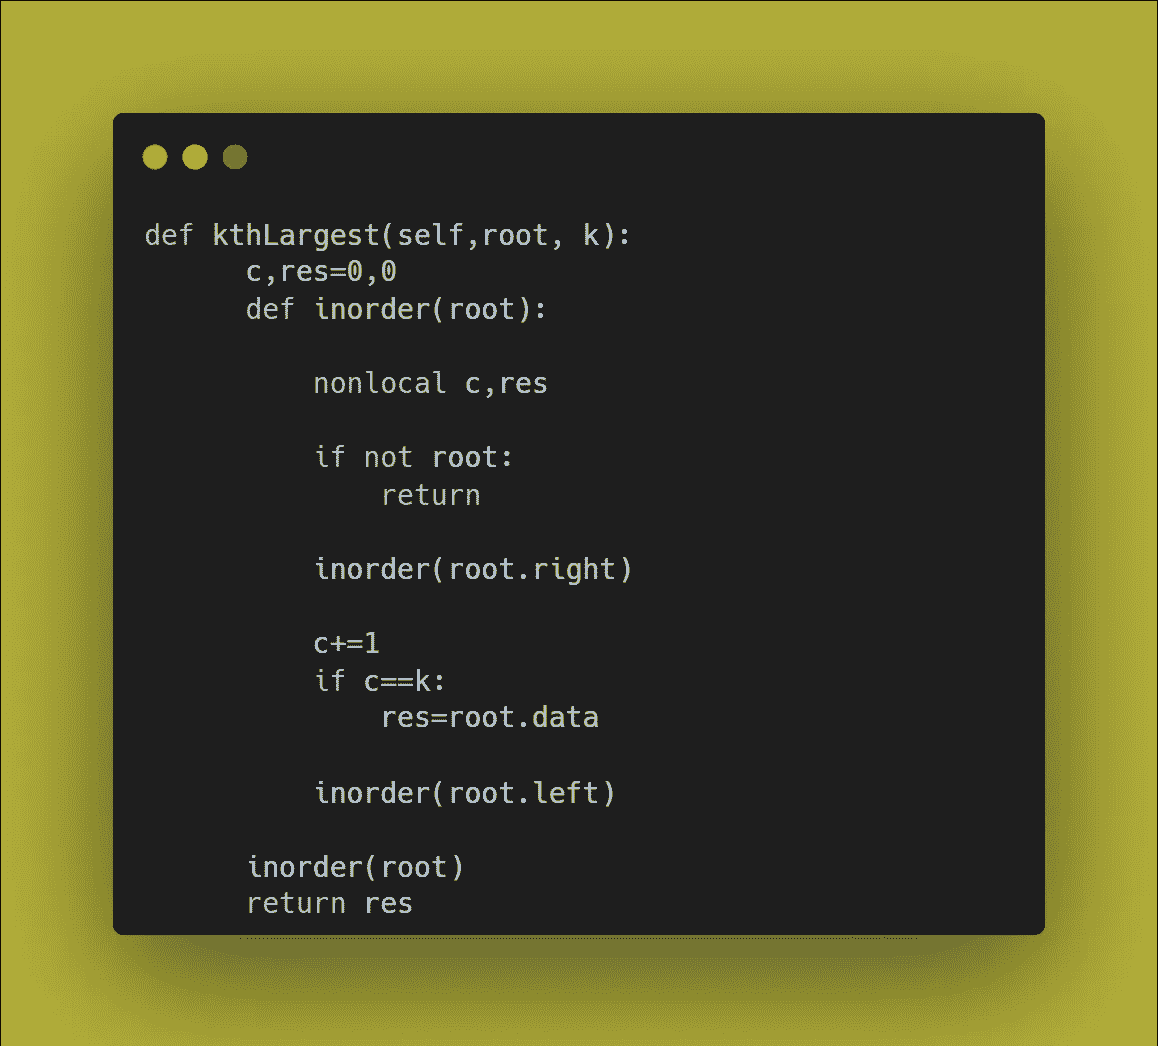 def kthLargest(self,root, k):
      c,res=0,0
      def inorder(root):
          nonlocal c,res
          if not root:
              return
          inorder(root.right)
          c+=1
          if c==k:
              res=root.data
          inorder(root.left)
      inorder(root)
      return res